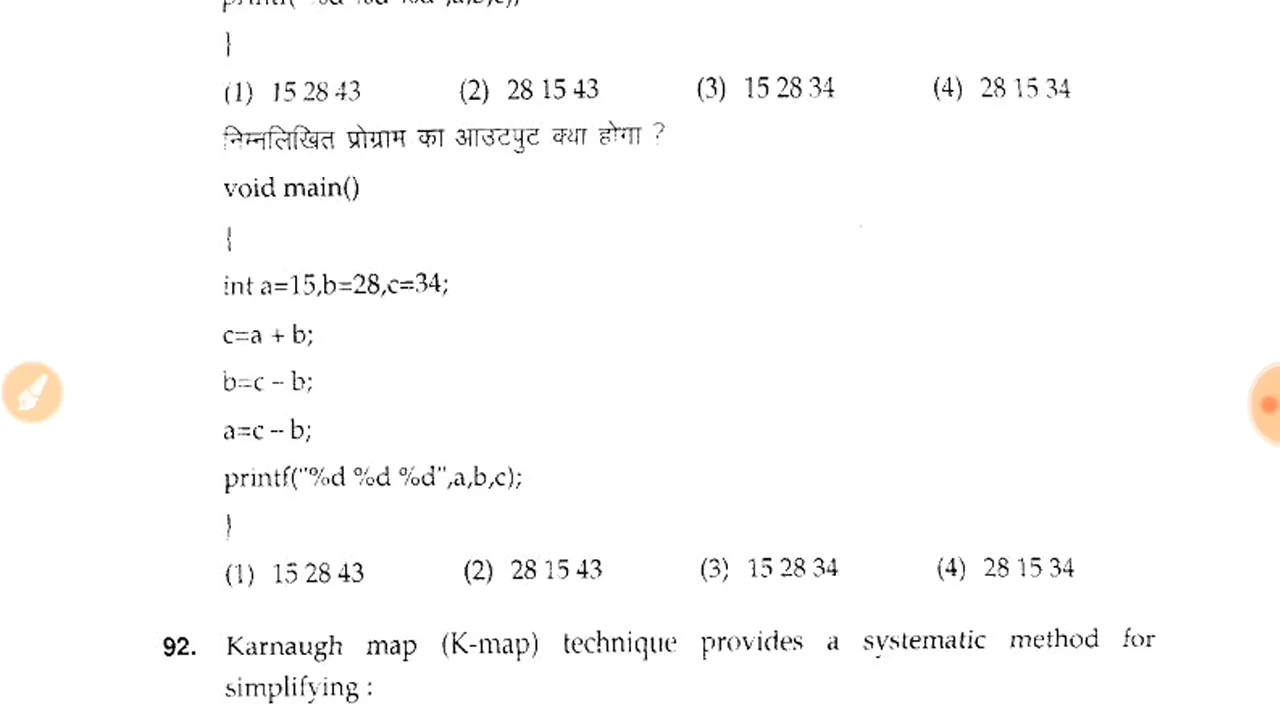 printf("%d %d %d",a,b,c);
}
(1) 15 28 43 (2) 28 15 43 (3) 15 28 34 (4) 28 15 34
निम्नलिखित प्रोग्राम का आउटपुट क्या होगा ?
void main()
{
int a=15,b=28,c=34;
c=a + b;
b=c – b;
a=c – b;
printf("%d %d %d",a,b,c);
}
(1) 15 28 43 (2) 28 15 43 (3) 15 28 34 (4) 28 15 34
92. Karnaugh map (K-map) technique provides a systematic method for
simplifying :